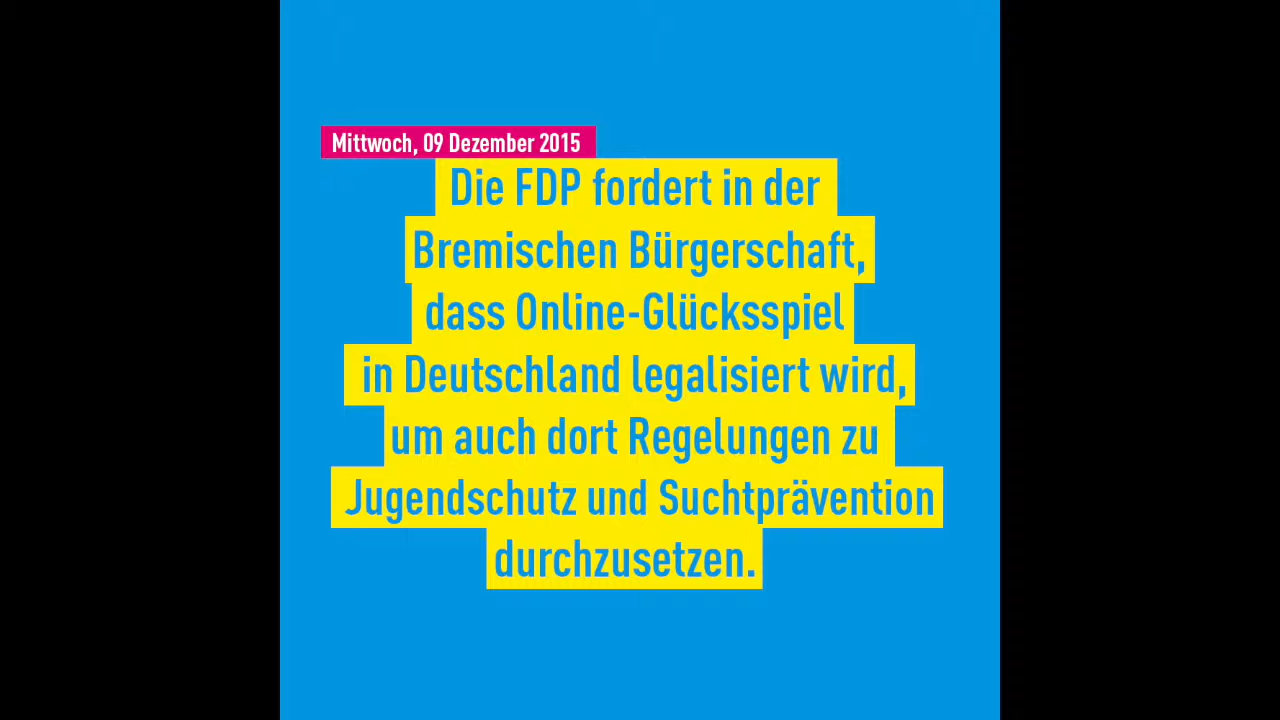 Mittwoch, 09 Dezember 2015
Die FDP fordert in der
Bremischen Bürgerschaft,
dass Online-Glücksspiel
in Deutschland legalisiert wird,
um auch dort Regelungen zu
Jugendschutz und Suchtprävention
durchzusetzen.